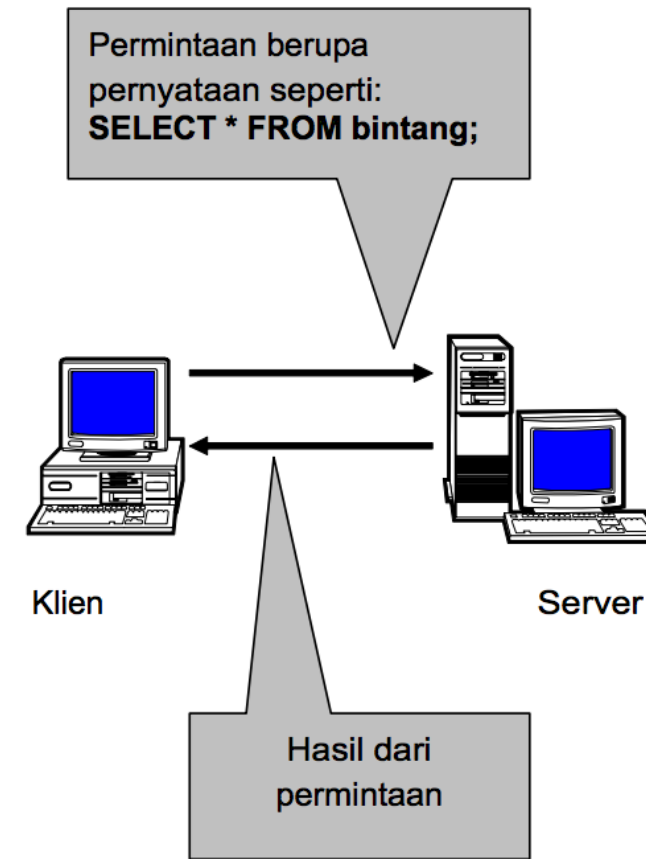 Permintaan berupa
pernyataan seperti:
SELECT * FROM bintang;
Klien
Server
Hasil dari
permintaan